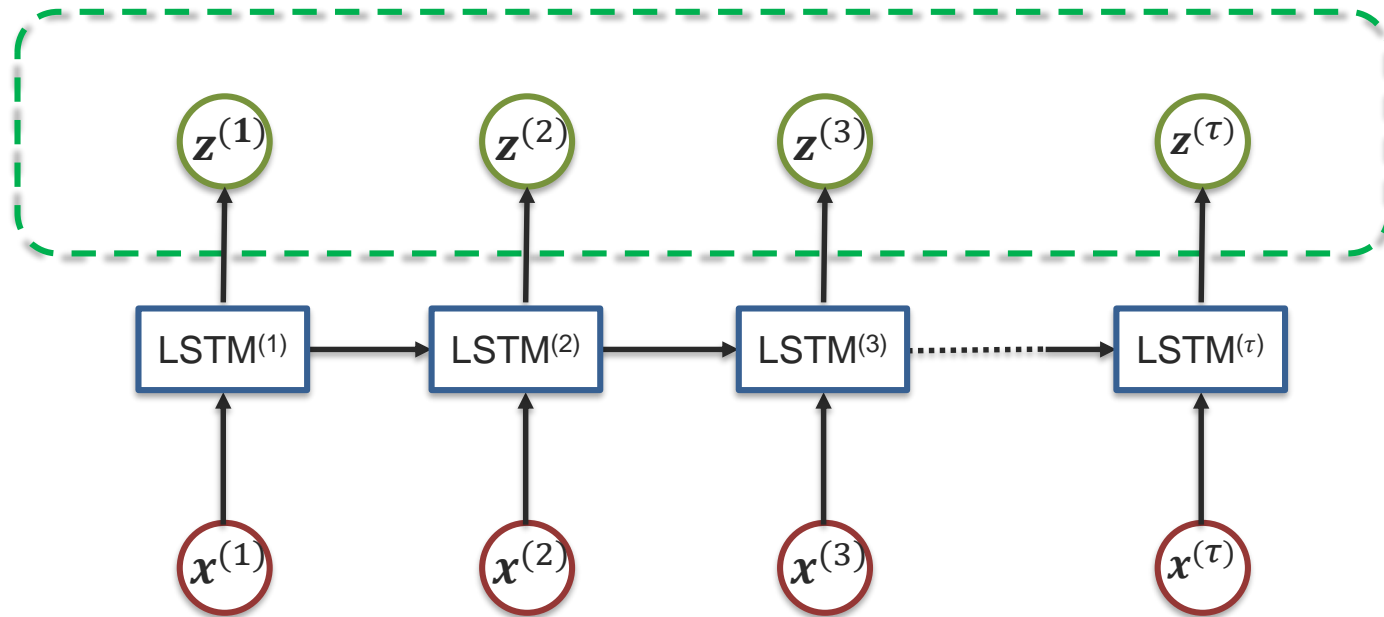 z⁽¹⁾ z⁽²⁾ z⁽³⁾ z⁽τ⁾
LSTM⁽¹⁾ LSTM⁽²⁾ LSTM⁽³⁾ LSTM⁽τ⁾
x⁽¹⁾ x⁽²⁾ x⁽³⁾ x⁽τ⁾